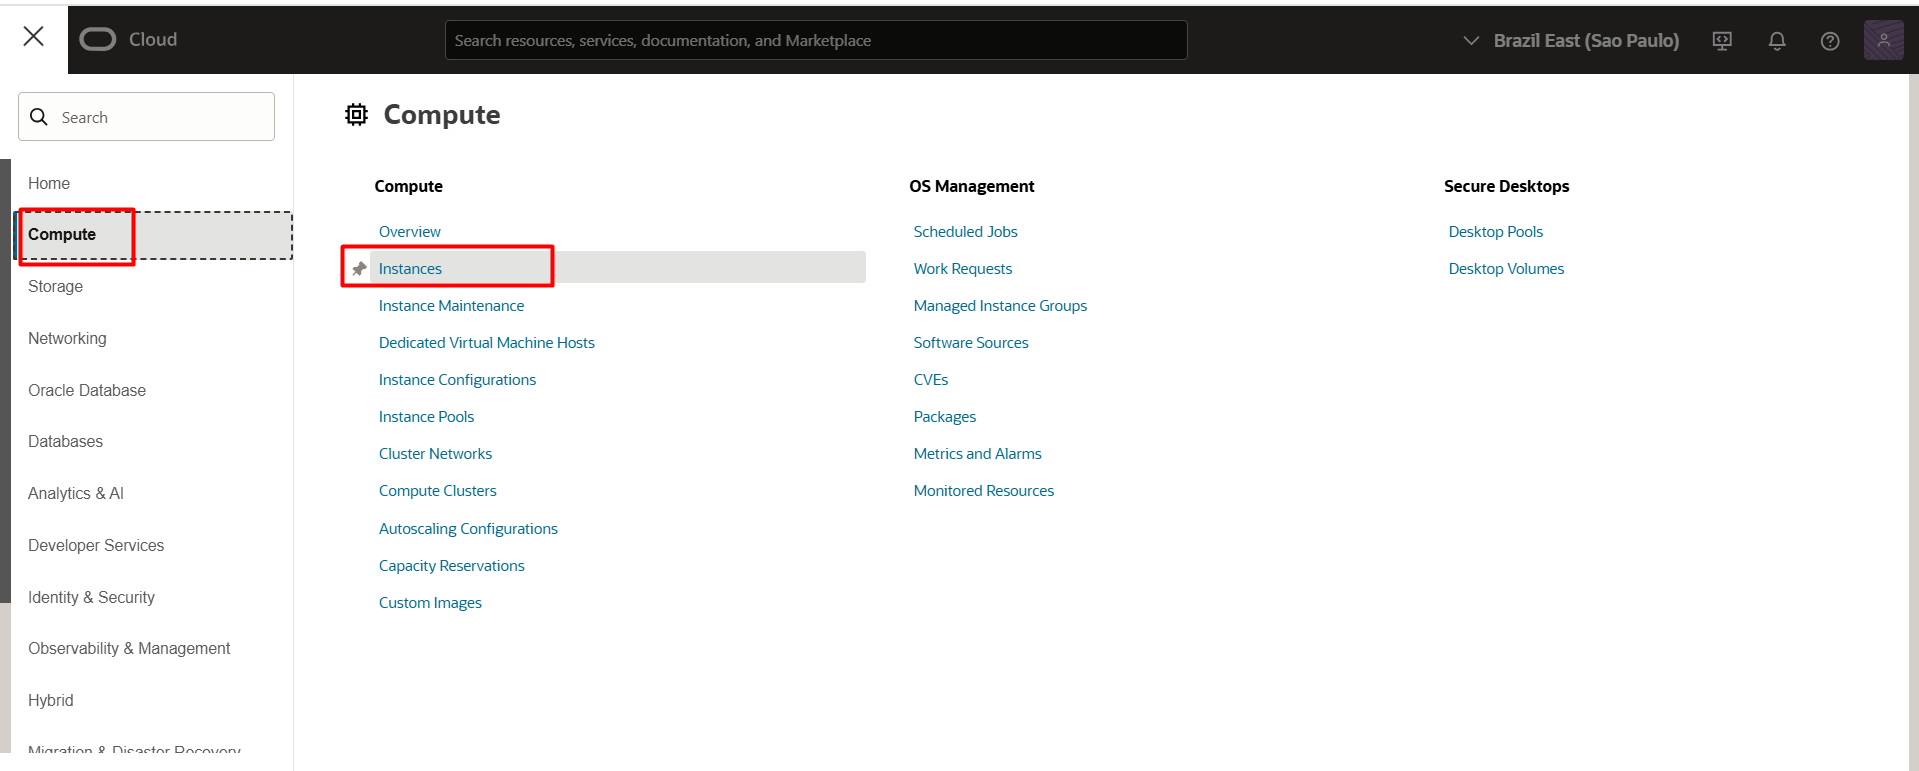 Cloud
Search resources, services, documentation, and Marketplace
Brazil East (Sao Paulo)
Search
Home
Compute
Storage
Networking
Oracle Database
Databases
Analytics & AI
Developer Services
Identity & Security
Observability & Management
Hybrid
Migration & Disaster Recovery
Compute
Compute
Overview
Instances
Instance Maintenance
Dedicated Virtual Machine Hosts
Instance Configurations
Instance Pools
Cluster Networks
Compute Clusters
Autoscaling Configurations
Capacity Reservations
Custom Images
OS Management
Scheduled Jobs
Work Requests
Managed Instance Groups
Software Sources
CVEs
Packages
Metrics and Alarms
Monitored Resources
Secure Desktops
Desktop Pools
Desktop Volumes